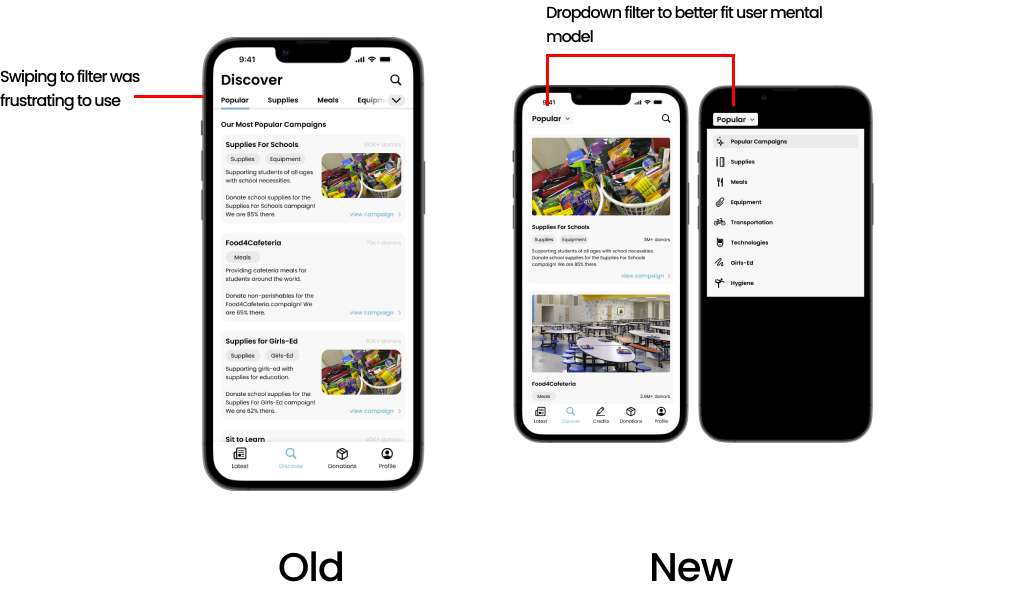 Dropdown filter to better fit user mental
model
Swiping to filter was
frustrating to use
9:41
Discover
Popular Supplies Meals Equipm
Our Most Popular Campaigns
Supplies For Schools 100K+ donors
Supplies Equipment
Supporting students of all ages
with school necessities.
Donate school supplies for the
Supplies For Schools campaign!
We are 85% there.
view campaign >
Food4Cafeteria 75K+ donors
Meals
Providing cafeteria meals for
students around the world.
Donate non-perishables for the
Food4Cafeteria campaign! We
are 65% there.
view campaign >
Supplies for Girls-Ed 60K+ donors
Supplies Girls-Ed
Supporting girls-ed with
supplies for education.
Donate school supplies for the
Supplies For Girls-Ed campaign!
We are 62% there.
view campaign >
Sit to Learn 40K+ donors
Latest Discover Donations Profile
9:41
Popular
Supplies For Schools
Supplies Equipment 3M+ donors
Supporting students of all ages with school necessities.
Donate school supplies for the Supplies For Schools
campaign! We are 85% there.
view campaign >
Food4Cafeteria
Meals 2.6M+ donors
Latest Discover Credits Donations Profile
Popular
Popular Campaigns
Supplies
Meals
Equipment
Transportation
Technologies
Girls-Ed
Hygiene
Old
New